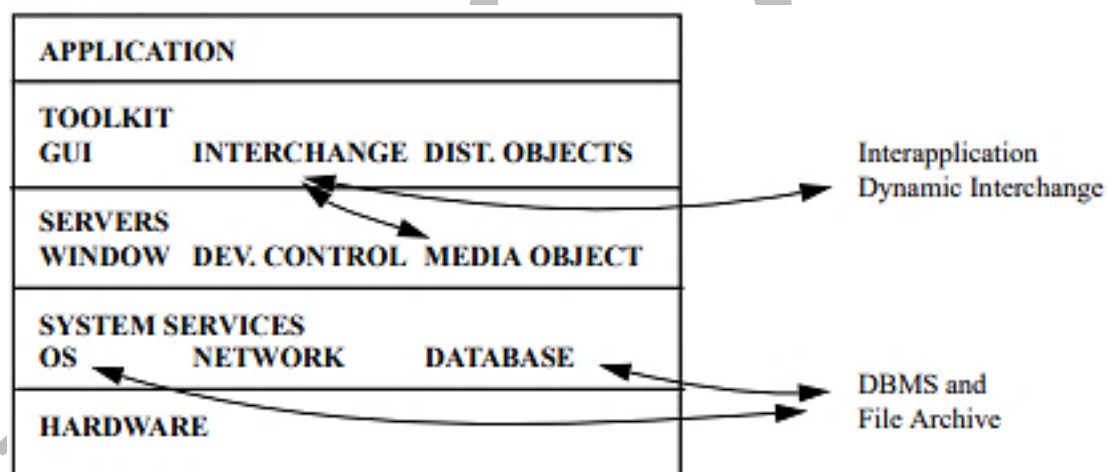 APPLICATION
TOOLKIT
GUI INTERCHANGE DIST. OBJECTS
SERVERS
WINDOW DEV. CONTROL MEDIA OBJECT
SYSTEM SERVICES
OS NETWORK DATABASE
HARDWARE
Interapplication
Dynamic Interchange
DBMS and
File Archive